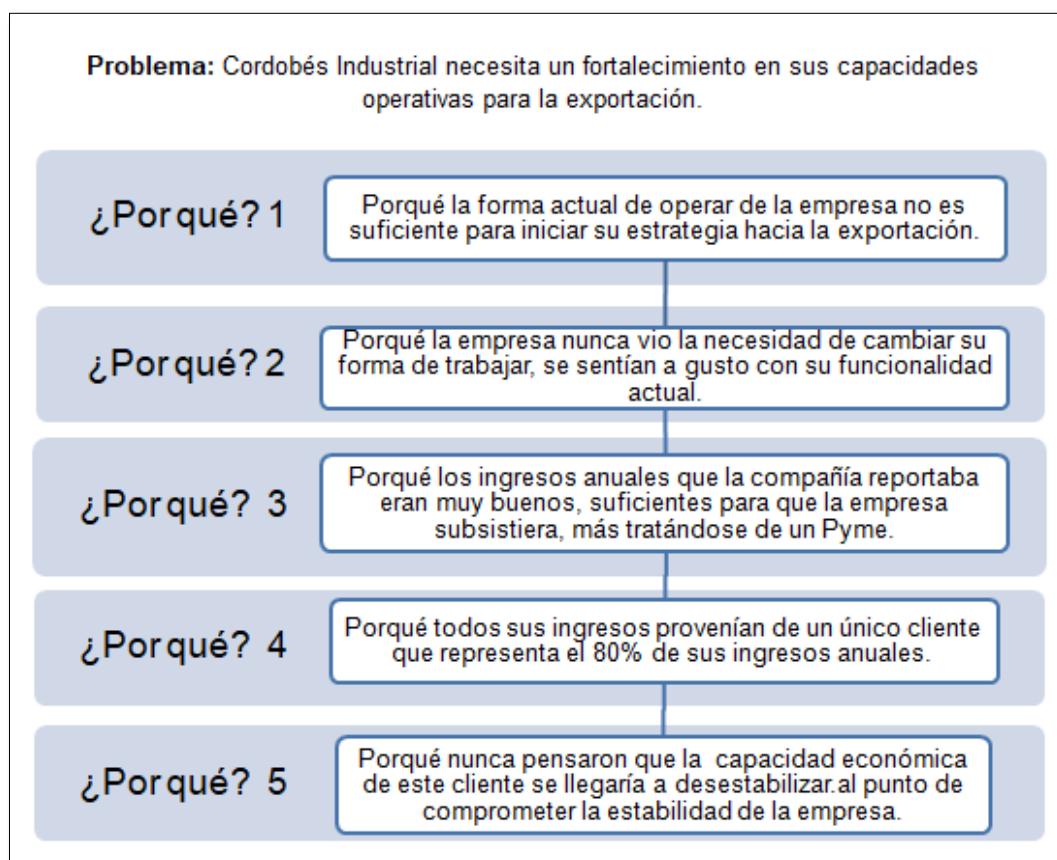 Problema: Cordobés Industrial necesita un fortalecimiento en sus capacidades
operativas para la exportación.
¿Porqué? 1
Porqué la forma actual de operar de la empresa no es
suficiente para iniciar su estrategia hacia la exportación.
¿Porqué? 2
Porqué la empresa nunca vio la necesidad de cambiar su
forma de trabajar, se sentían a gusto con su funcionalidad
actual.
¿Porqué? 3
Porqué los ingresos anuales que la compañía reportaba
eran muy buenos, suficientes para que la empresa
subsistiera, más tratándose de un Pyme.
¿Porqué? 4
Porqué todos sus ingresos provenían de un único cliente
que representa el 80% de sus ingresos anuales.
¿Porqué? 5
Porqué nunca pensaron que la capacidad económica
de este cliente se llegaría a desestabilizar.al punto de
comprometer la estabilidad de la empresa.